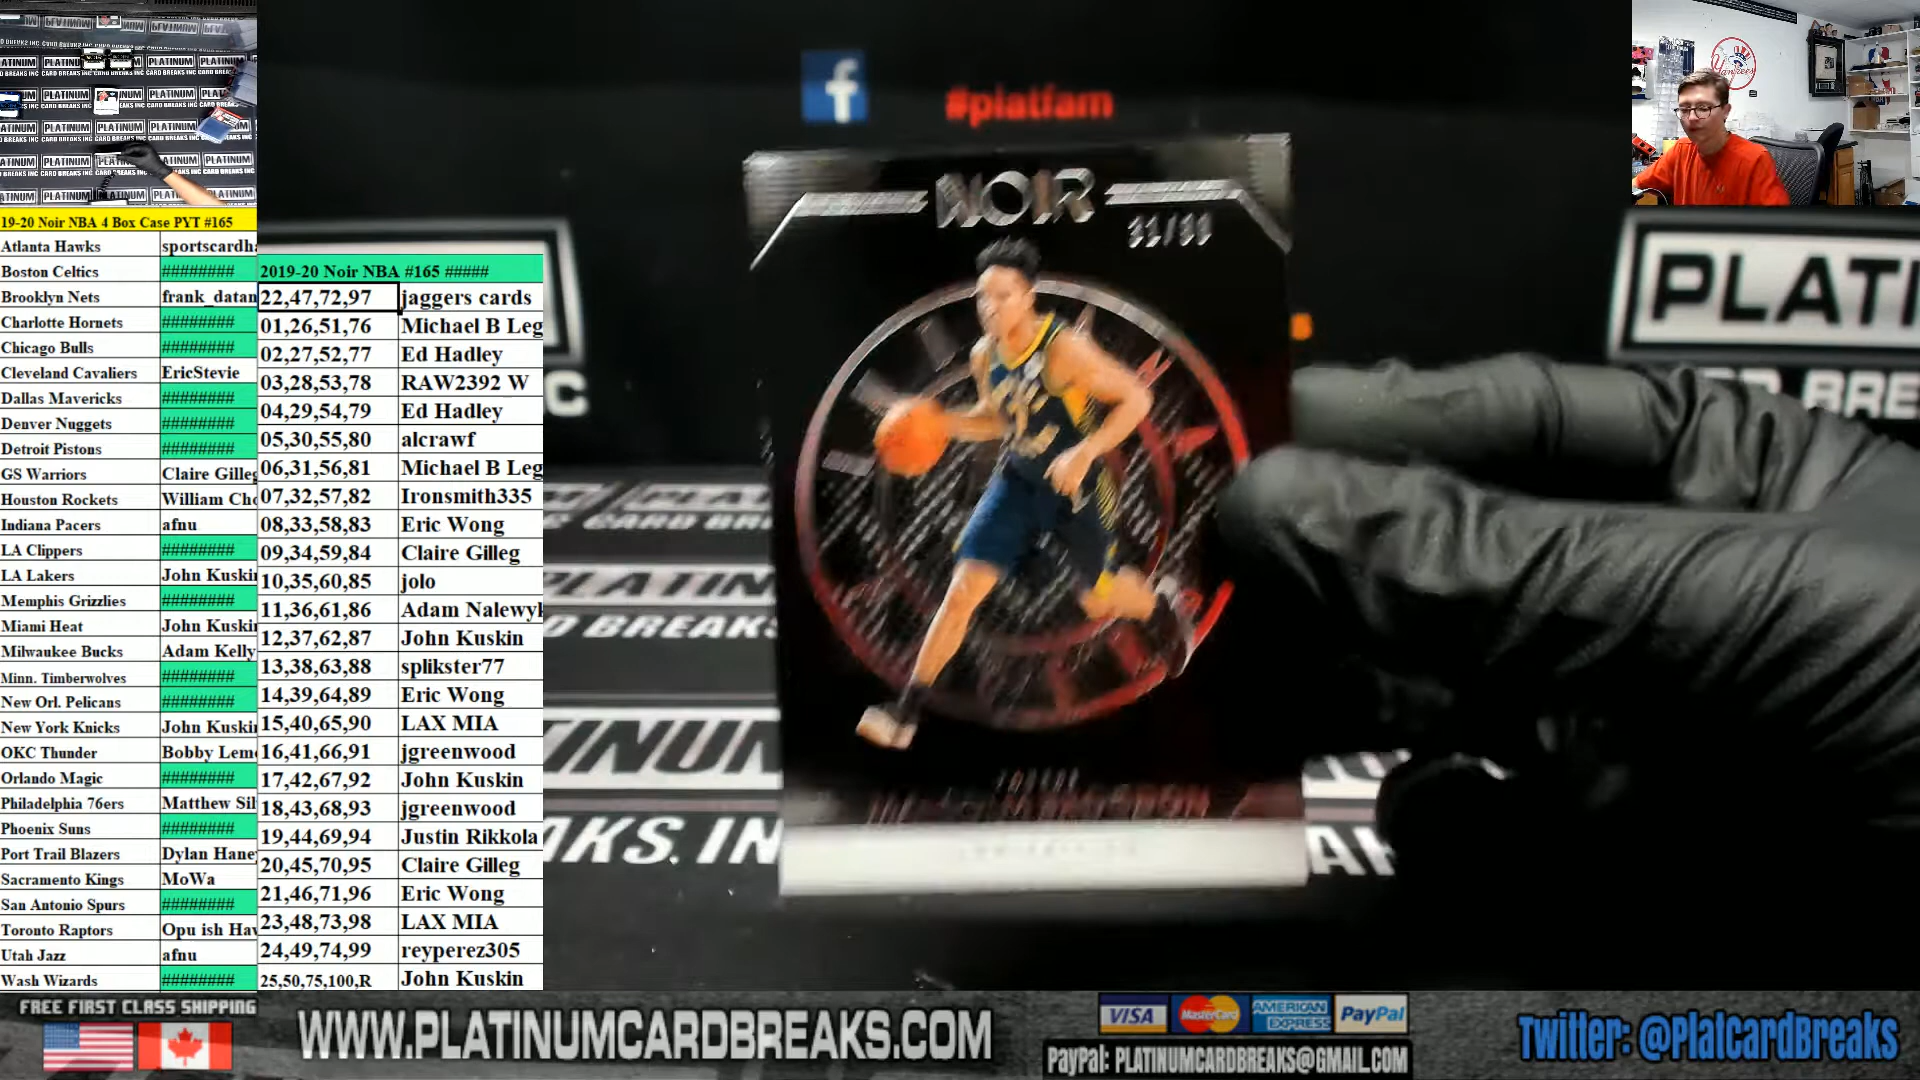 19-20 Noir NBA 4 Box Case PYT #165
Atlanta Hawks sportscardha
Boston Celtics ########
Brooklyn Nets frank_datan
Charlotte Hornets ########
Chicago Bulls ########
Cleveland Cavaliers EricStevie
Dallas Mavericks ########
Denver Nuggets ########
Detroit Pistons ########
GS Warriors Claire Gilleg
Houston Rockets William Cho
Indiana Pacers afnu
LA Clippers ########
LA Lakers John Kuskin
Memphis Grizzlies ########
Miami Heat John Kuskin
Milwaukee Bucks Adam Kelly
Minn. Timberwolves ########
New Orl. Pelicans ########
New York Knicks John Kuskin
OKC Thunder Bobby Leme
Orlando Magic ########
Philadelphia 76ers Matthew Sil
Phoenix Suns ########
Port Trail Blazers Dylan Hane
Sacramento Kings MoWa
San Antonio Spurs ########
Toronto Raptors Opu ish Haw
Utah Jazz afnu
Wash Wizards ########
2019-20 Noir NBA #165 #####
22,47,72,97 jaggers cards
01,26,51,76 Michael B Leg
02,27,52,77 Ed Hadley
03,28,53,78 RAW2392 W
04,29,54,79 Ed Hadley
05,30,55,80 alcrawf
06,31,56,81 Michael B Leg
07,32,57,82 Ironsmith335
08,33,58,83 Eric Wong
09,34,59,84 Claire Gilleg
10,35,60,85 jolo
11,36,61,86 Adam Nalewyk
12,37,62,87 John Kuskin
13,38,63,88 splikster77
14,39,64,89 Eric Wong
15,40,65,90 LAX MIA
16,41,66,91 jgreenwood
17,42,67,92 John Kuskin
18,43,68,93 jgreenwood
19,44,69,94 Justin Rikkola
20,45,70,95 Claire Gilleg
21,46,71,96 Eric Wong
23,48,73,98 LAX MIA
24,49,74,99 reyperez305
25,50,75,100,R John Kuskin
f #platfam
NOIR
PLATI
RD BREA
Yankees
FREE FIRST CLASS SHIPPING
WWW.PLATINUMCARDBREAKS.COM
VISA MasterCard AMERICAN EXPRESS PayPal
PayPal: PLATINUMCARDBREAKS@GMAIL.COM
Twitter: @PlatCardBreaks